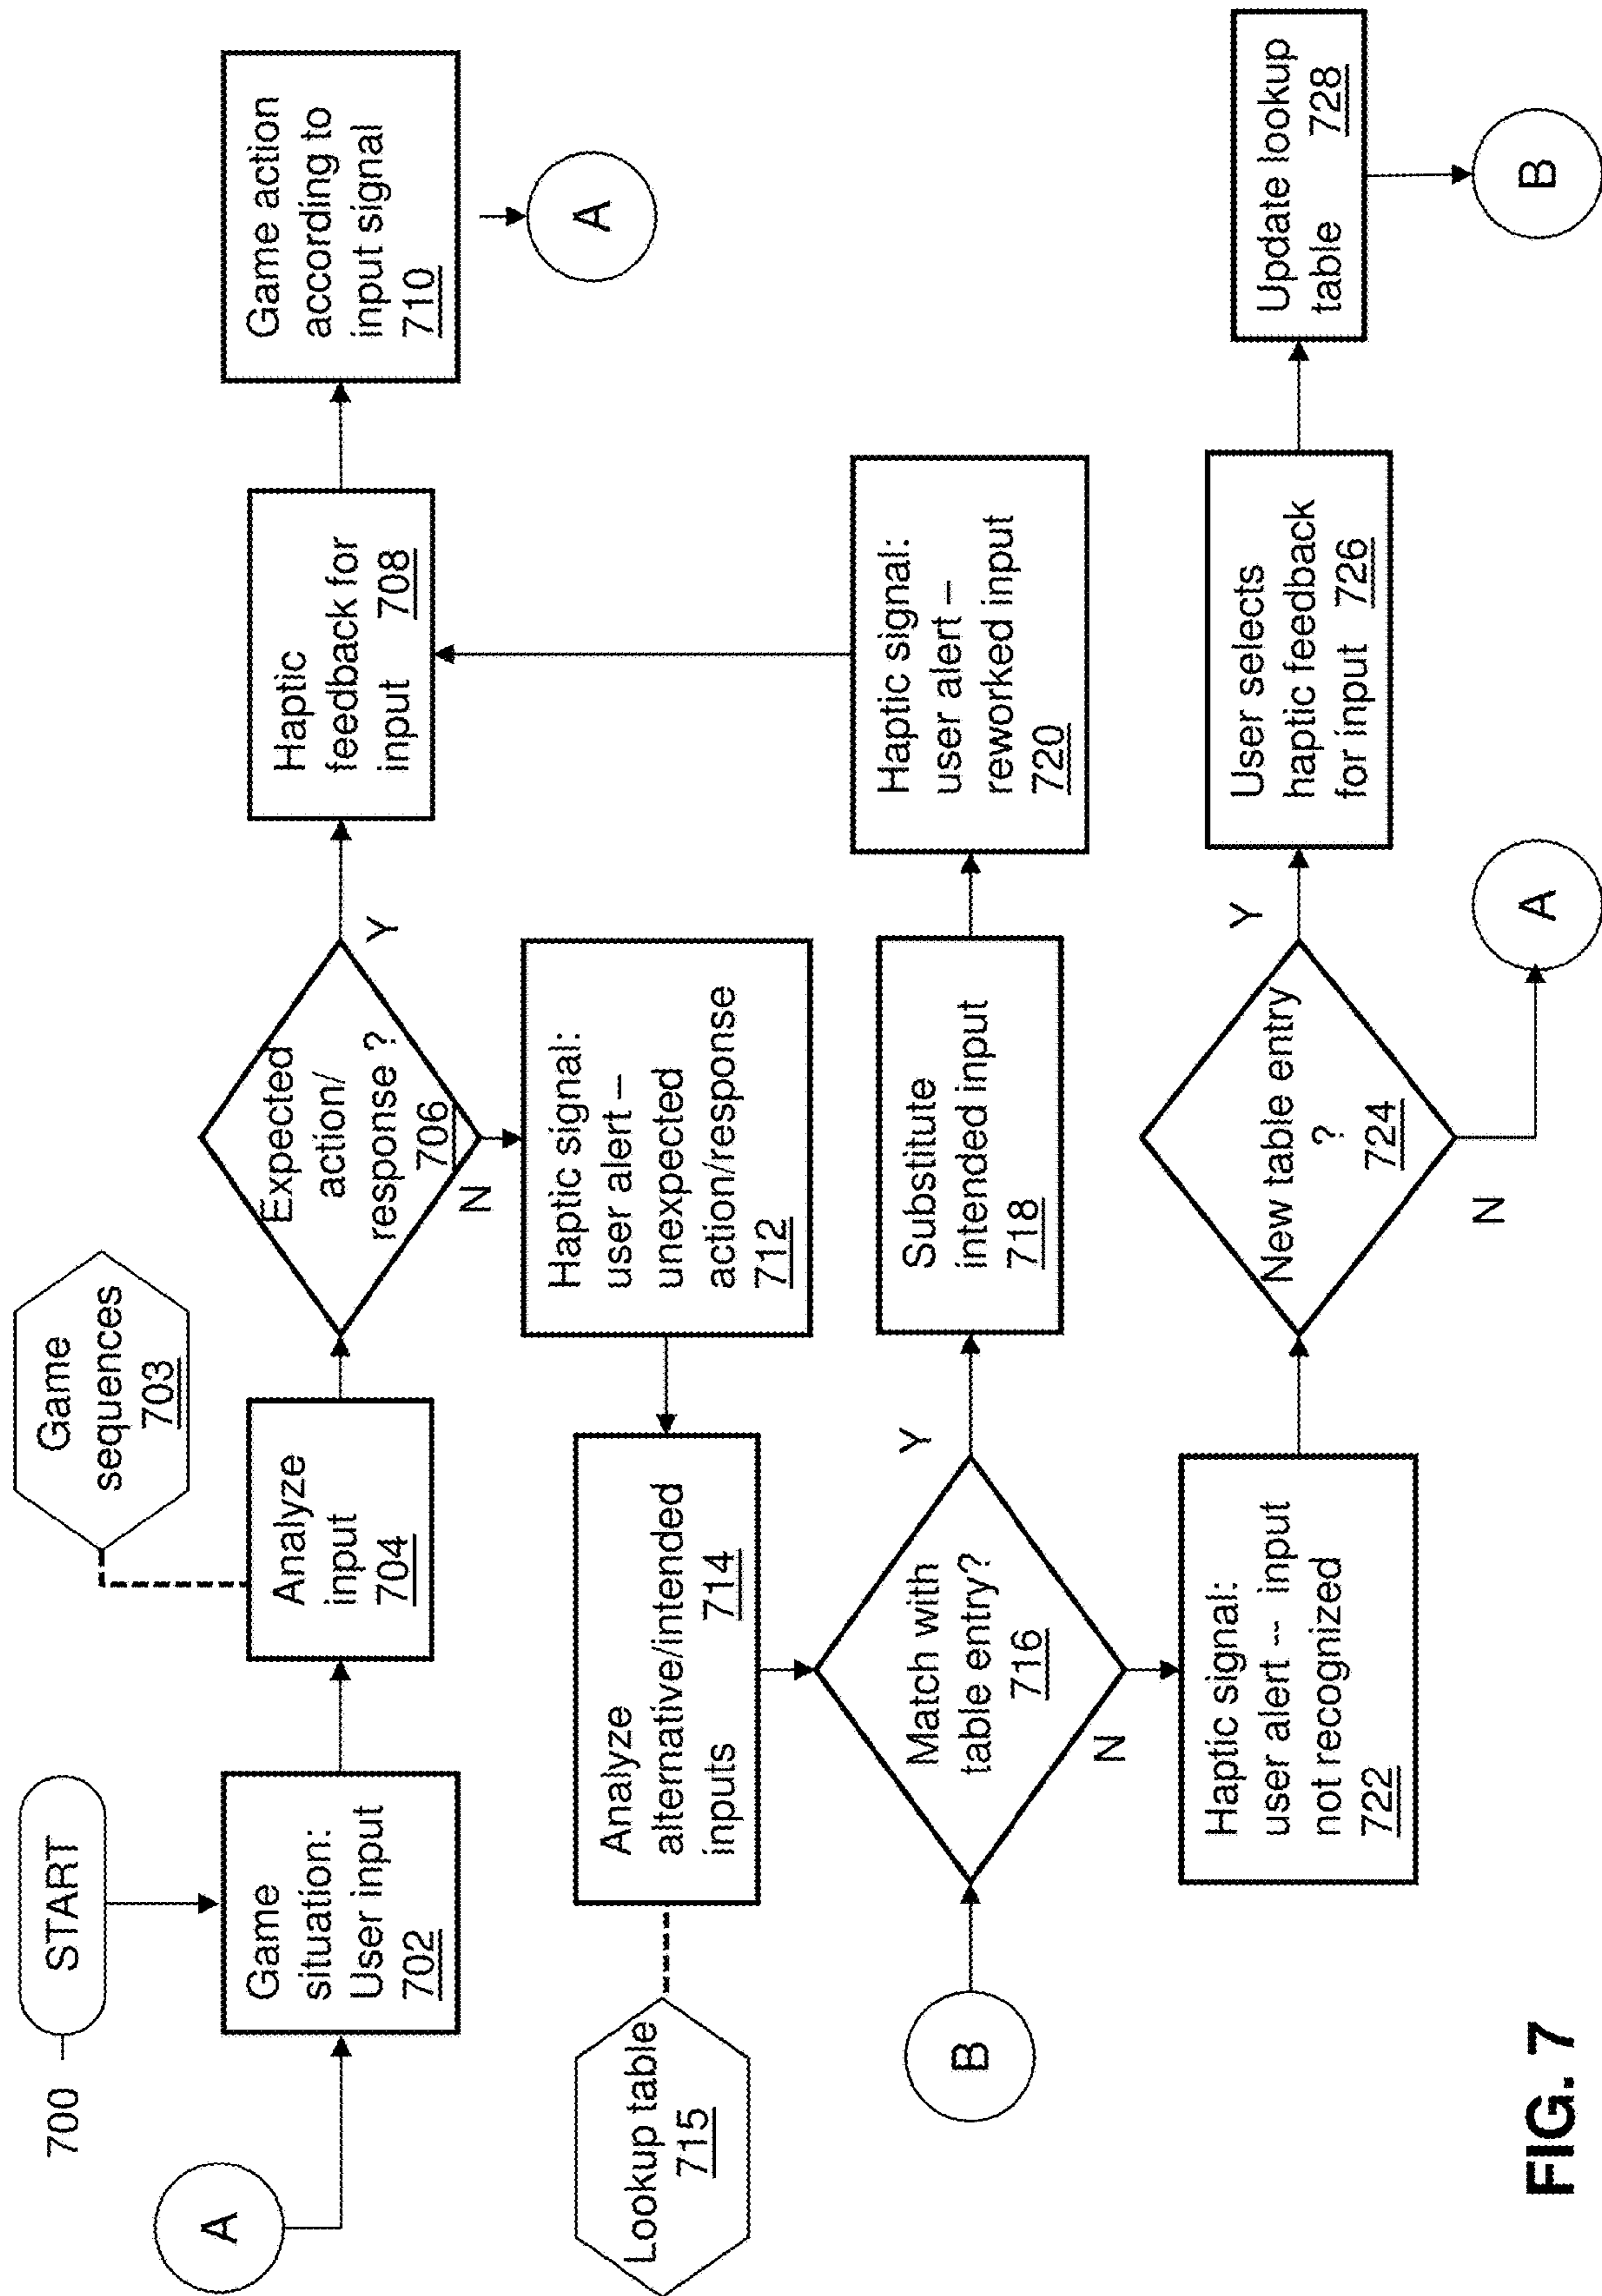 700
START
A
Game
situation:
User input
702
Game
sequences
703
Analyze
input
704
Expected
action/
response ?
706
Y
N
Haptic
feedback for
input 708
Game action
according to
input signal
710
A
Haptic signal:
user alert –
unexpected
action/response
712
Lookup table
715
Analyze
alternative/intended
inputs 714
B
Match with
table entry?
716
Y
N
Substitute
intended input
718
Haptic signal:
user alert –
reworked input
720
Haptic signal:
user alert -- input
not recognized
722
New table entry
?
724
Y
N
A
User selects
haptic feedback
for input 726
Update lookup
table 728
B
FIG. 7